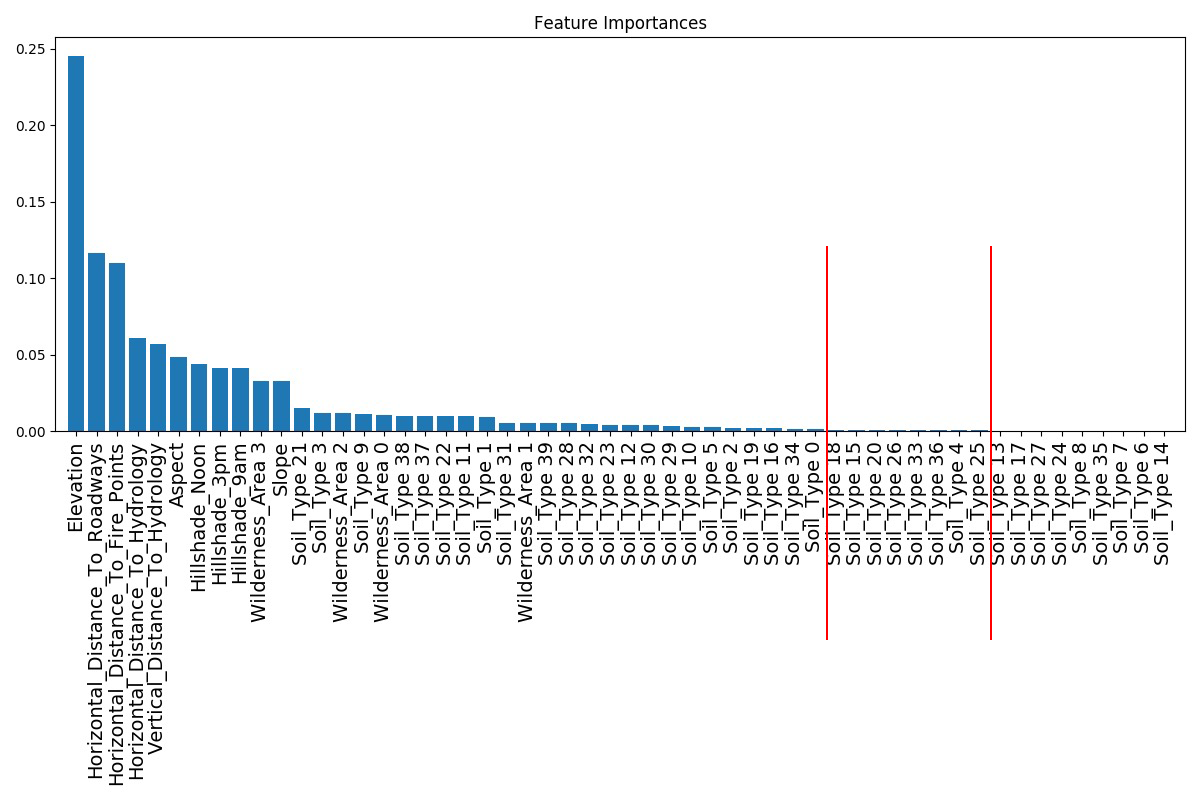 Feature Importances
0.25
0.20
0.15
0.10
0.05
0.00
Elevation
Horizontal_Distance_To_Roadways
Horizontal_Distance_To_Fire_Points
Horizontal_Distance_To_Hydrology
Vertical_Distance_To_Hydrology
Aspect
Hillshade_Noon
Hillshade_3pm
Hillshade_9am
Wilderness_Area 3
Slope
Soil_Type 21
Soil_Type 3
Wilderness_Area 2
Soil_Type 9
Wilderness_Area 0
Soil_Type 38
Soil_Type 37
Soil_Type 22
Soil_Type 11
Soil_Type 1
Soil_Type 31
Wilderness_Area 1
Soil_Type 39
Soil_Type 28
Soil_Type 32
Soil_Type 23
Soil_Type 12
Soil_Type 30
Soil_Type 29
Soil_Type 10
Soil_Type 5
Soil_Type 2
Soil_Type 19
Soil_Type 16
Soil_Type 34
Soil_Type 0
Soil_Type 18
Soil_Type 15
Soil_Type 20
Soil_Type 26
Soil_Type 33
Soil_Type 36
Soil_Type 4
Soil_Type 25
Soil_Type 13
Soil_Type 17
Soil_Type 27
Soil_Type 24
Soil_Type 8
Soil_Type 35
Soil_Type 7
Soil_Type 6
Soil_Type 14